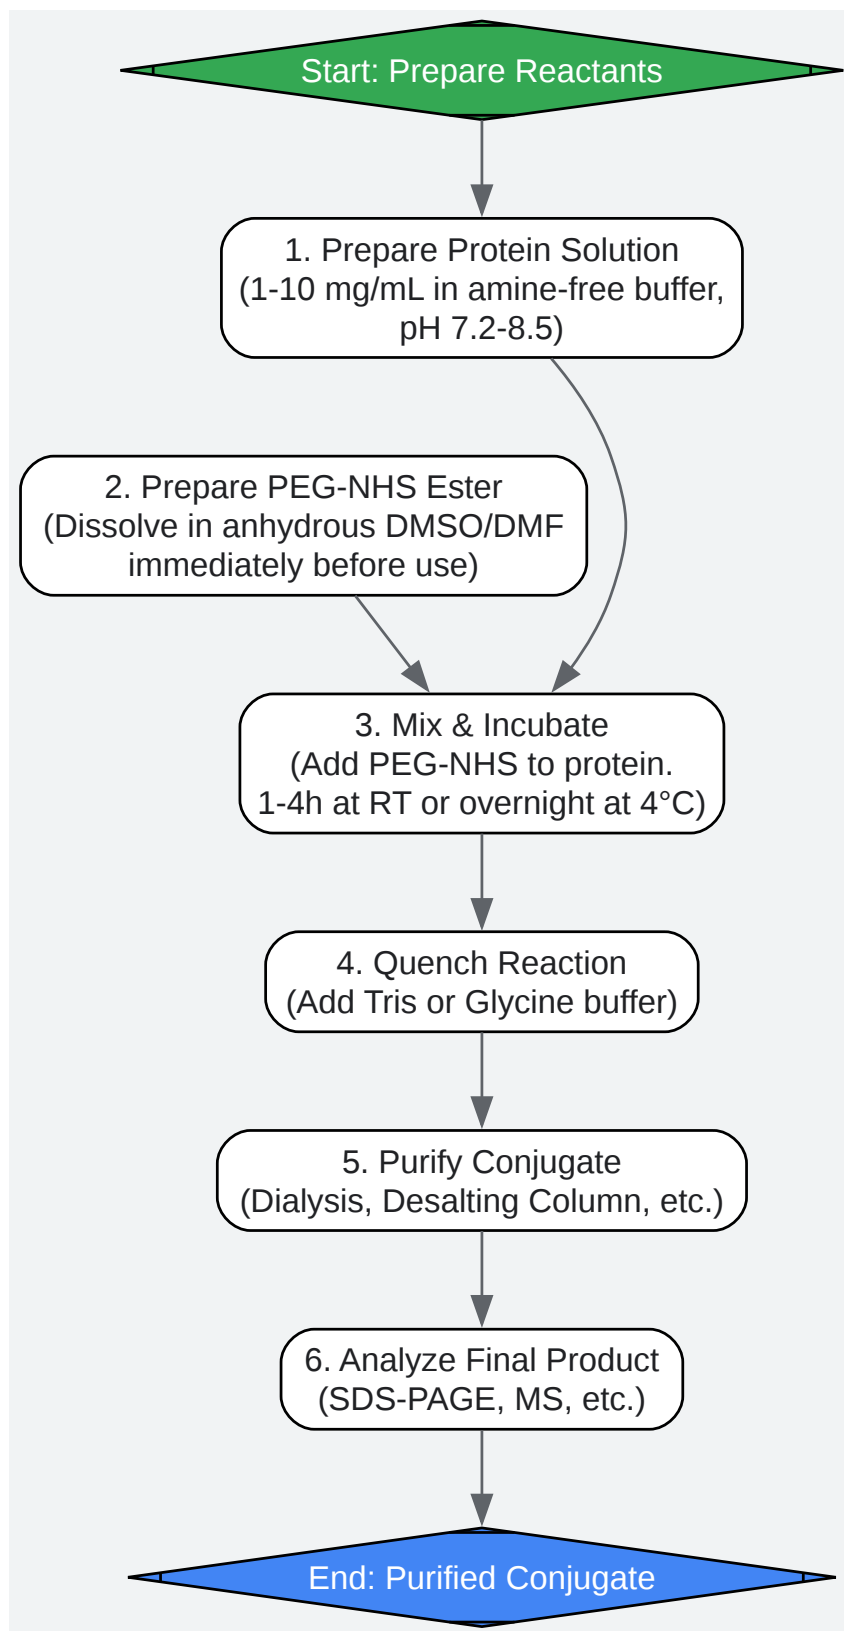 Start: Prepare Reactants
1. Prepare Protein Solution
(1-10 mg/mL in amine-free buffer,
pH 7.2-8.5)
2. Prepare PEG-NHS Ester
(Dissolve in anhydrous DMSO/DMF
immediately before use)
3. Mix & Incubate
(Add PEG-NHS to protein.
1-4h at RT or overnight at 4°C)
4. Quench Reaction
(Add Tris or Glycine buffer)
5. Purify Conjugate
(Dialysis, Desalting Column, etc.)
6. Analyze Final Product
(SDS-PAGE, MS, etc.)
End: Purified Conjugate